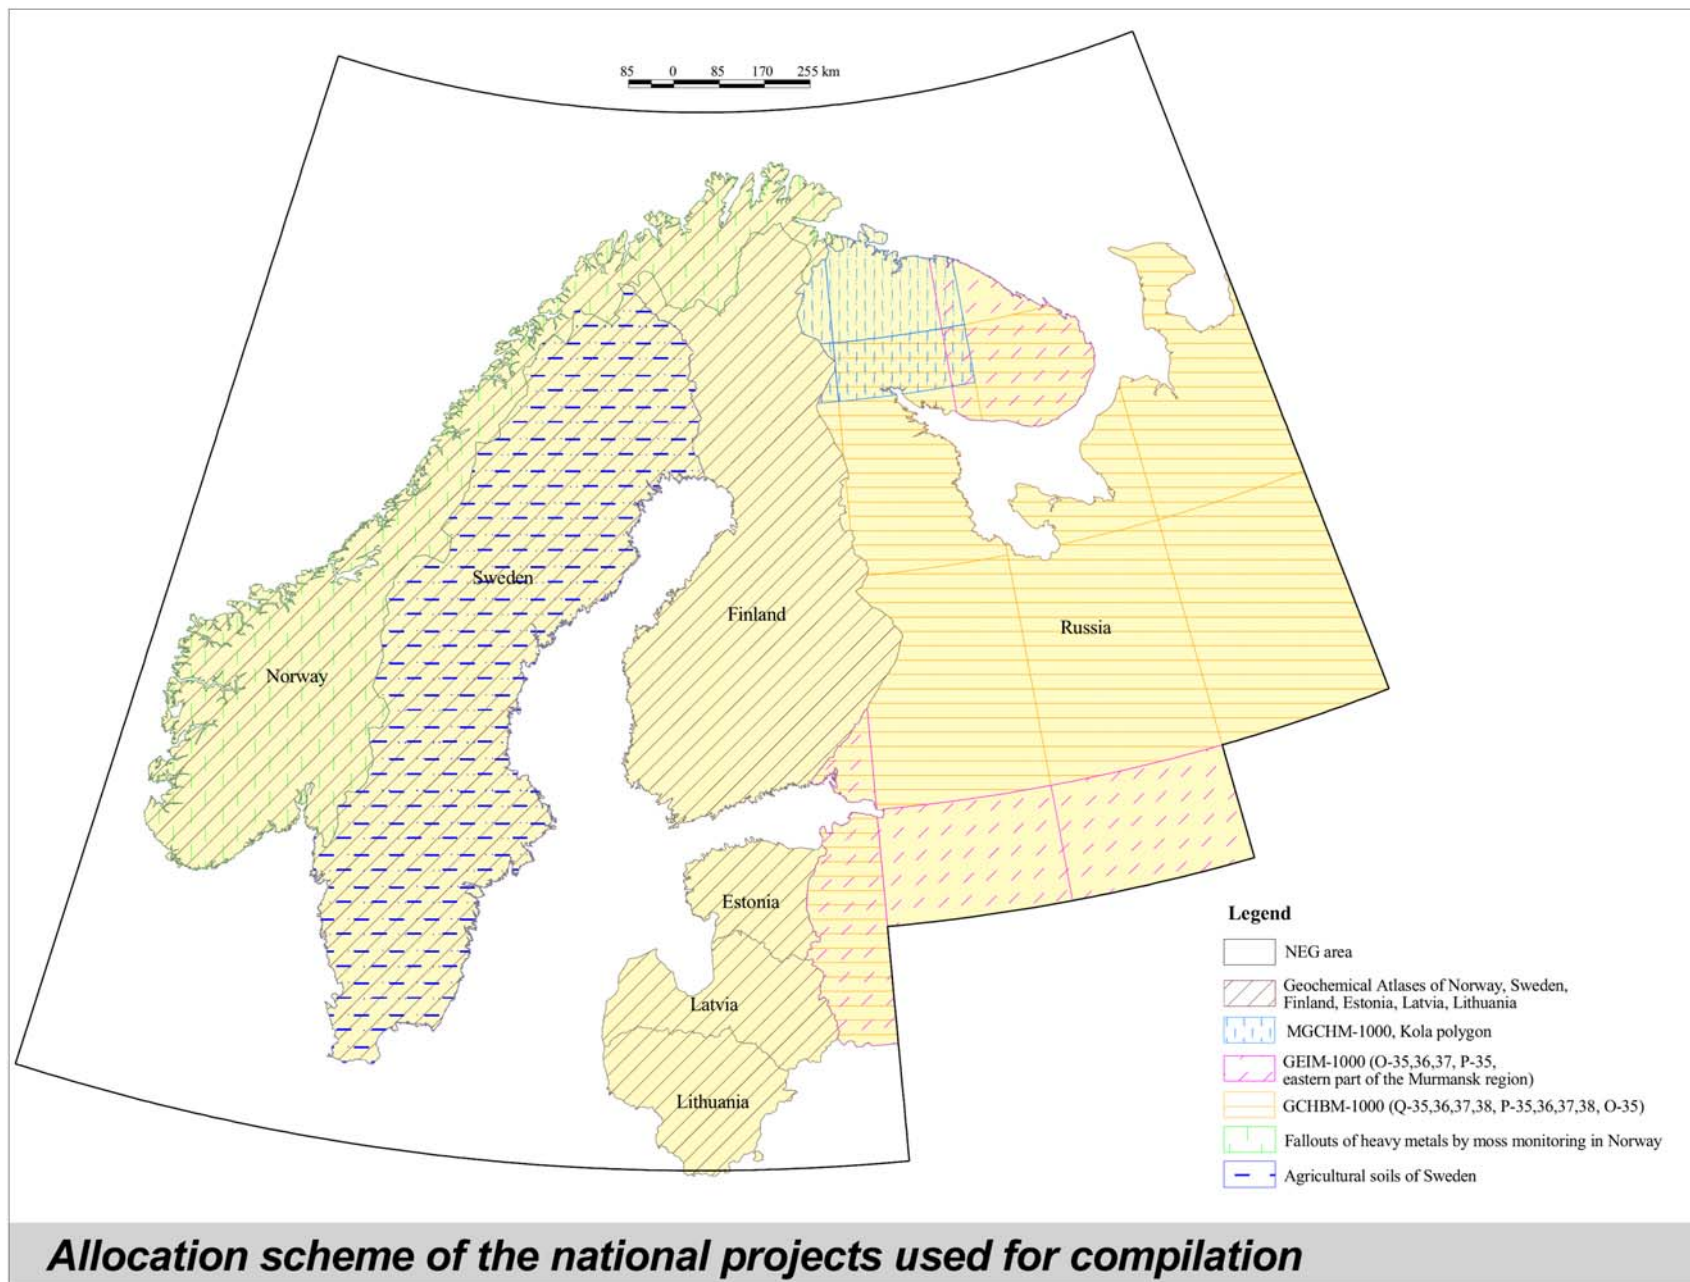 85 0 85 170 255 km
Sweden
Finland
Russia
Norway
Estonia
Latvia
Lithuania
Legend
NEG area
Geochemical Atlases of Norway, Sweden,
Finland, Estonia, Latvia, Lithuania
MGCHM-1000, Kola polygon
GEIM-1000 (O-35,36,37, P-35,
eastern part of the Murmansk region)
GCHBM-1000 (Q-35,36,37,38, P-35,36,37,38, O-35)
Fallouts of heavy metals by moss monitoring in Norway
Agricultural soils of Sweden
Allocation scheme of the national projects used for compilation